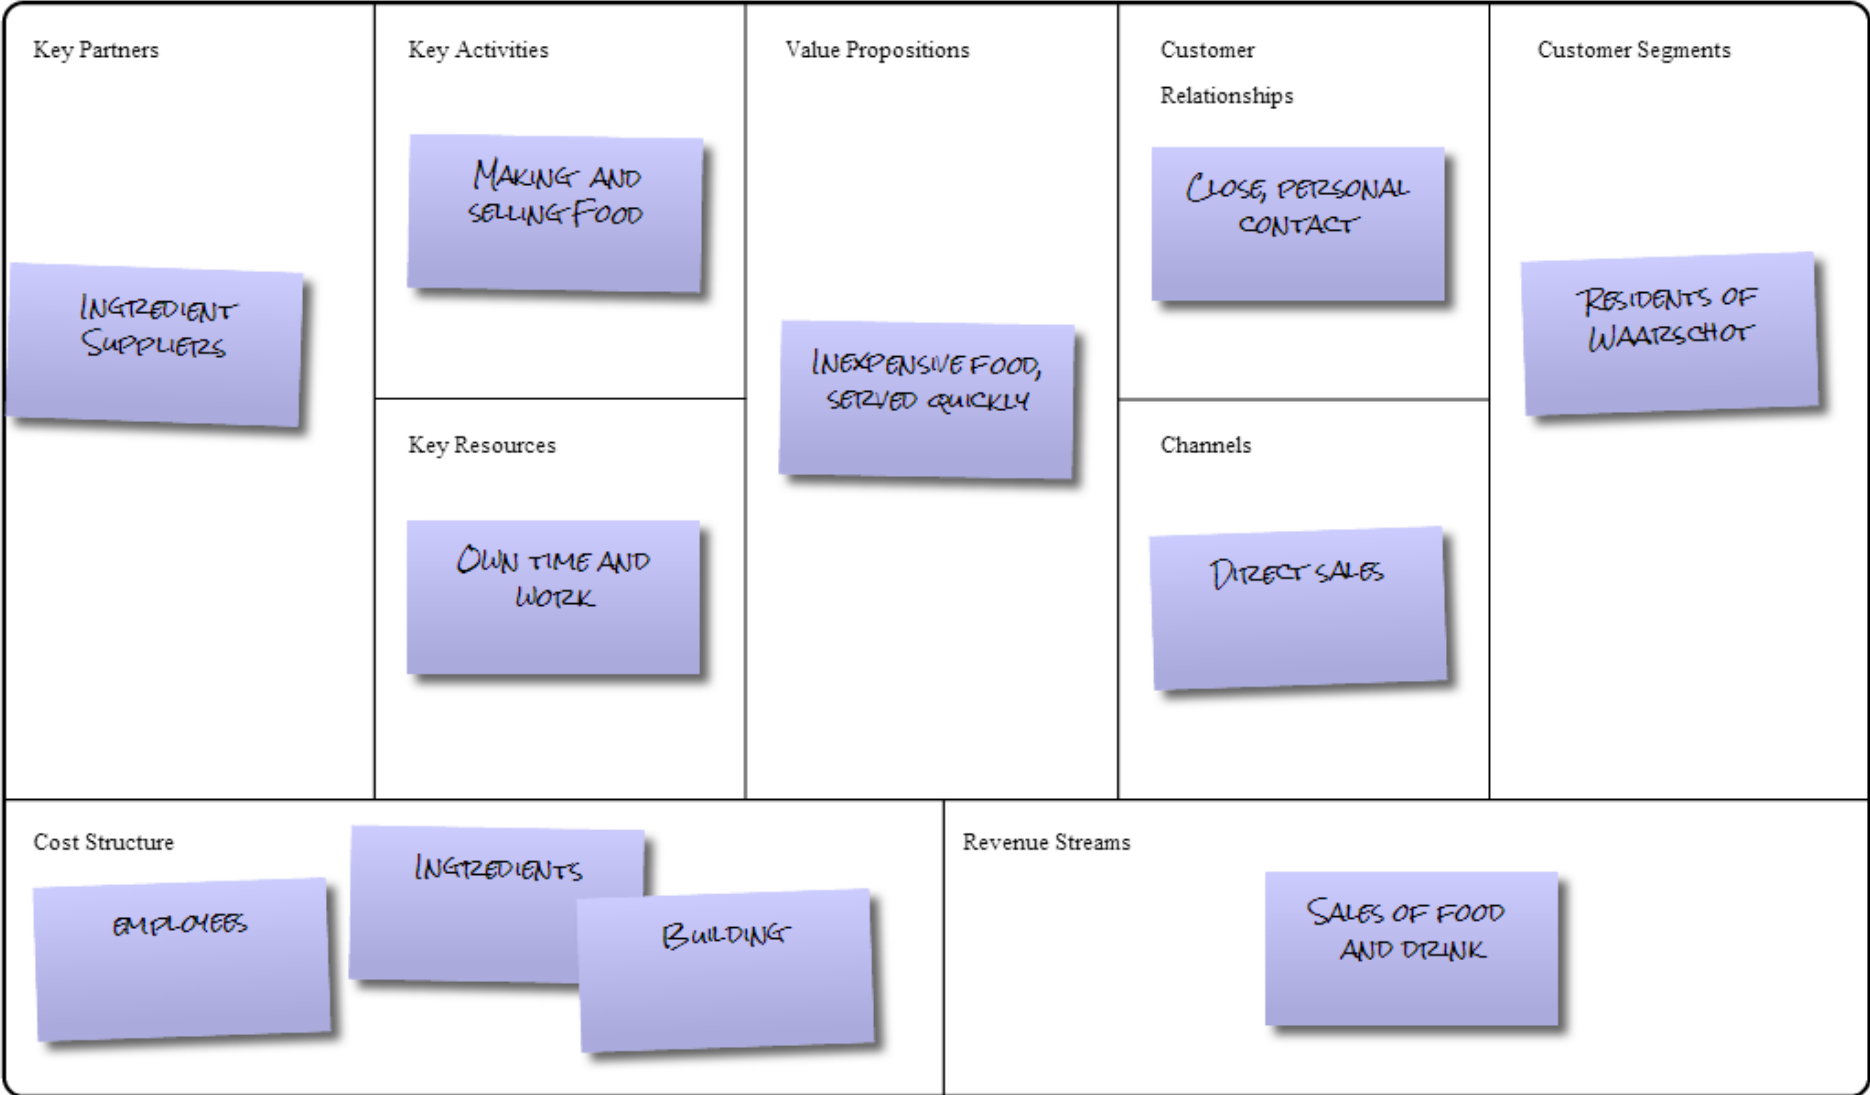 Key Partners
Ingredient
Suppliers
Key Activities
Making and
selling Food
Key Resources
Own time and
work
Value Propositions
Inexpensive food,
served quickly
Customer
Relationships
Close, personal
contact
Channels
Direct sales
Customer Segments
Residents of
Waarschot
Cost Structure
employees
Ingredients
Building
Revenue Streams
Sales of food
and drink